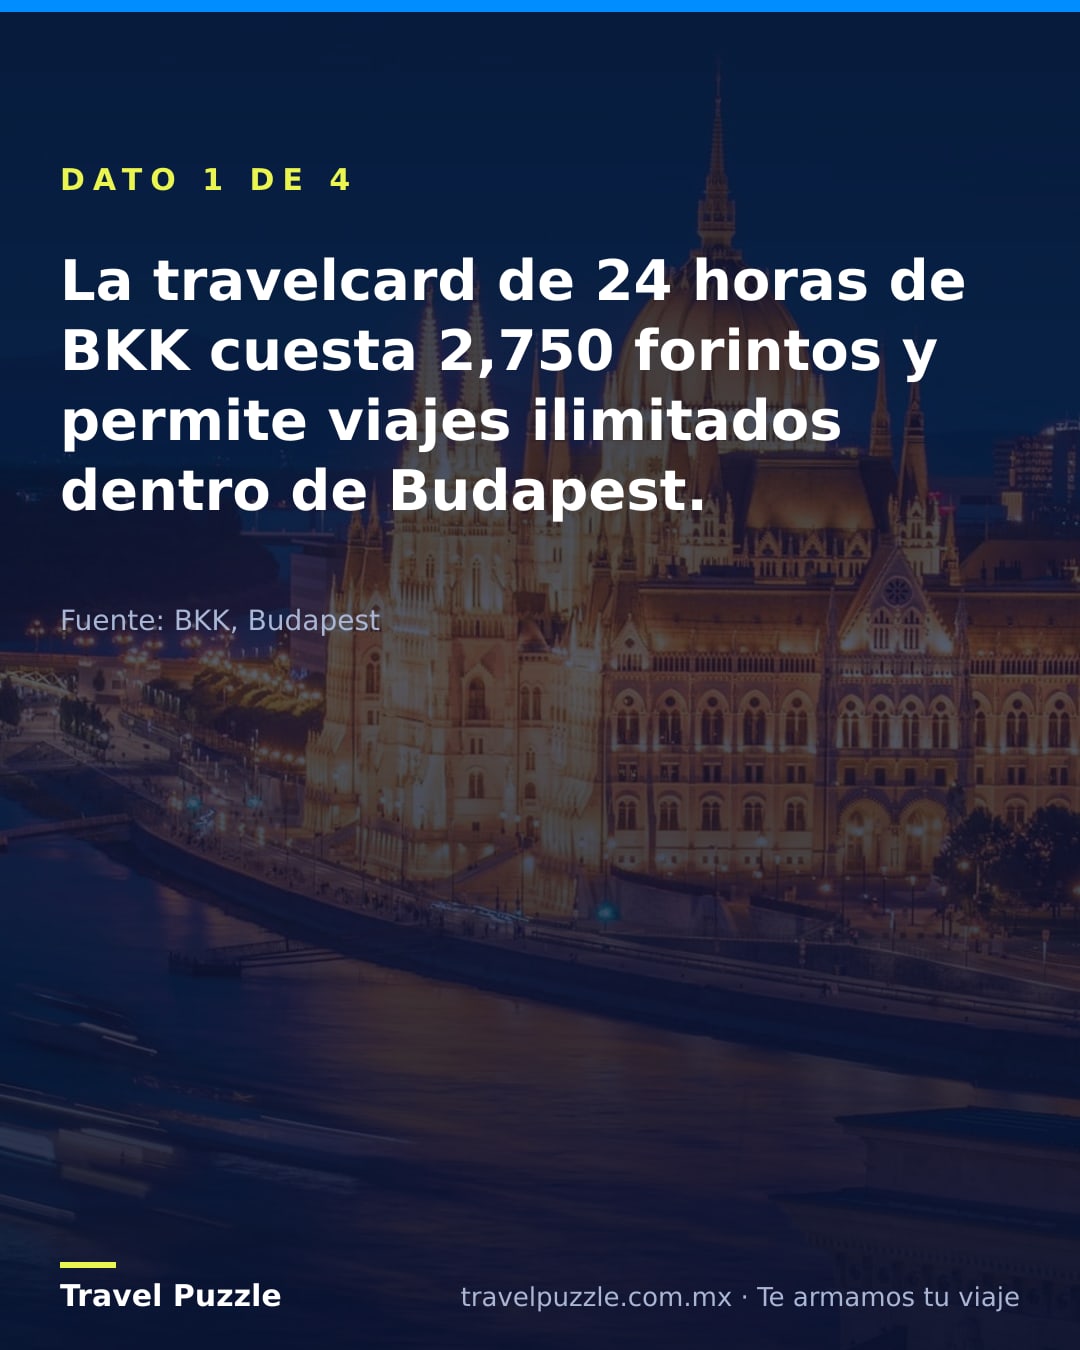 DATO 1 DE 4
La travelcard de 24 horas de
BKK cuesta 2,750 forintos y
permite viajes ilimitados
dentro de Budapest.
Fuente: BKK, Budapest
Travel Puzzle
travelpuzzle.com.mx · Te armamos tu viaje